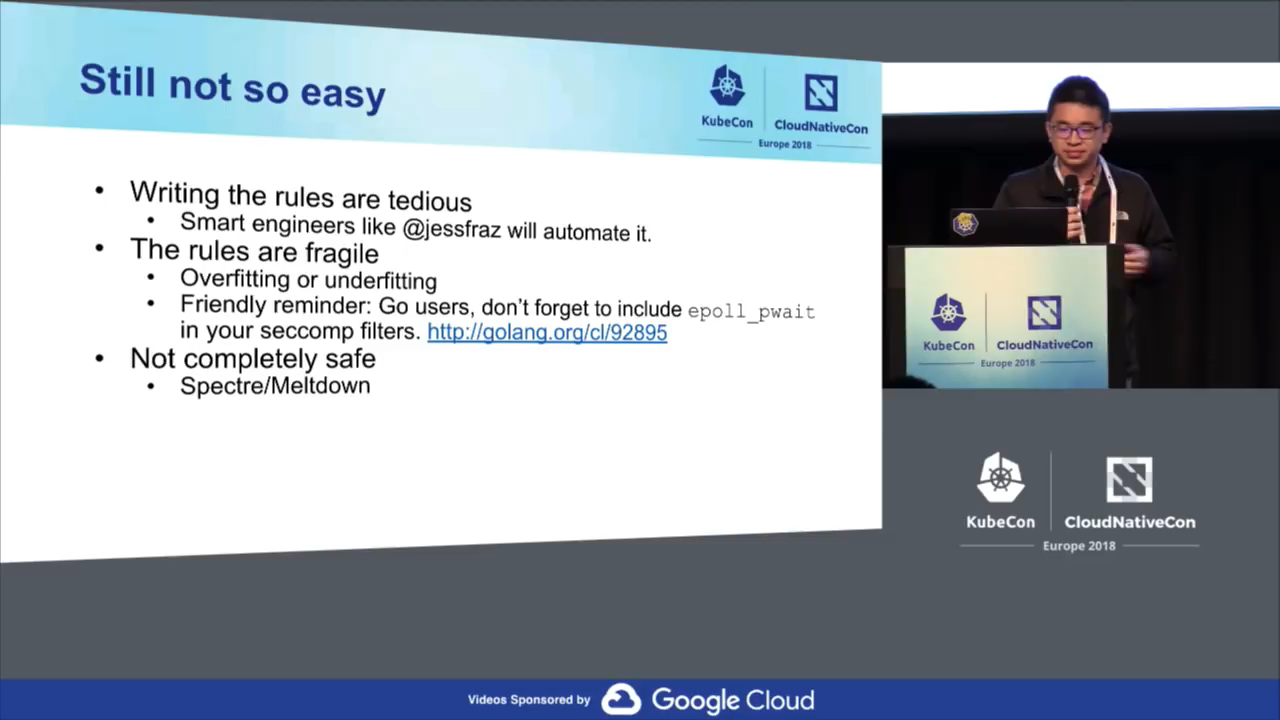 Still not so easy
KubeCon
CloudNativeCon
Europe 2018
• Writing the rules are tedious
• Smart engineers like @jessfraz will automate it.
• The rules are fragile
• Overfitting or underfitting
• Friendly reminder: Go users, don't forget to include epoll_pwait
in your seccomp filters. http://golang.org/cl/92895
• Not completely safe
• Spectre/Meltdown
KubeCon
CloudNativeCon
Europe 2018
KubeCon
CloudNativeCon
Europe 2018
Videos Sponsored by Google Cloud